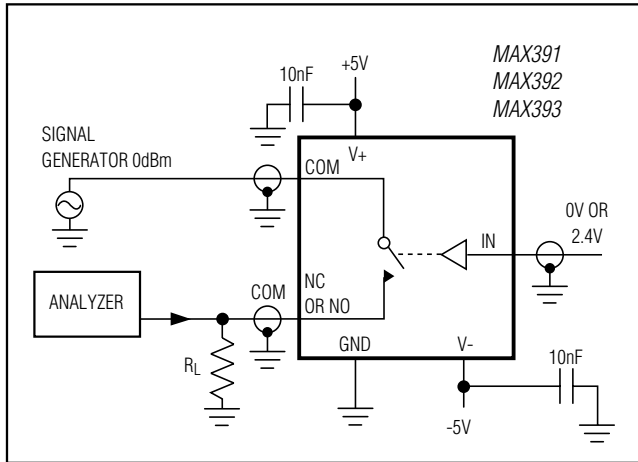 MAX391
MAX392
MAX393
+5V
10nF
SIGNAL
GENERATOR 0dBm
V+
COM
IN
0V OR
2.4V
ANALYZER
COM
NC
OR NO
RL
GND
V-
10nF
-5V